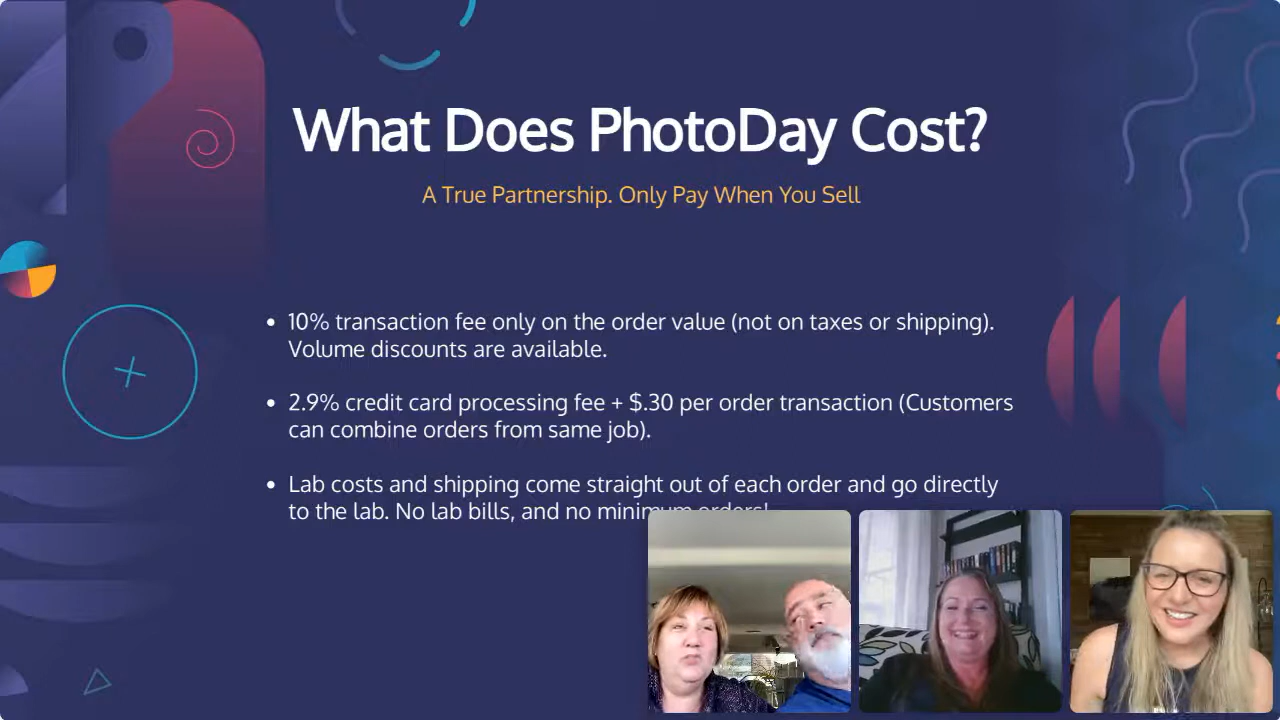 What Does PhotoDay Cost?
A True Partnership. Only Pay When You Sell
• 10% transaction fee only on the order value (not on taxes or shipping).
Volume discounts are available.
• 2.9% credit card processing fee + $.30 per order transaction (Customers
can combine orders from same job).
• Lab costs and shipping come straight out of each order and go directly
to the lab. No lab bills, and no minimum orders!